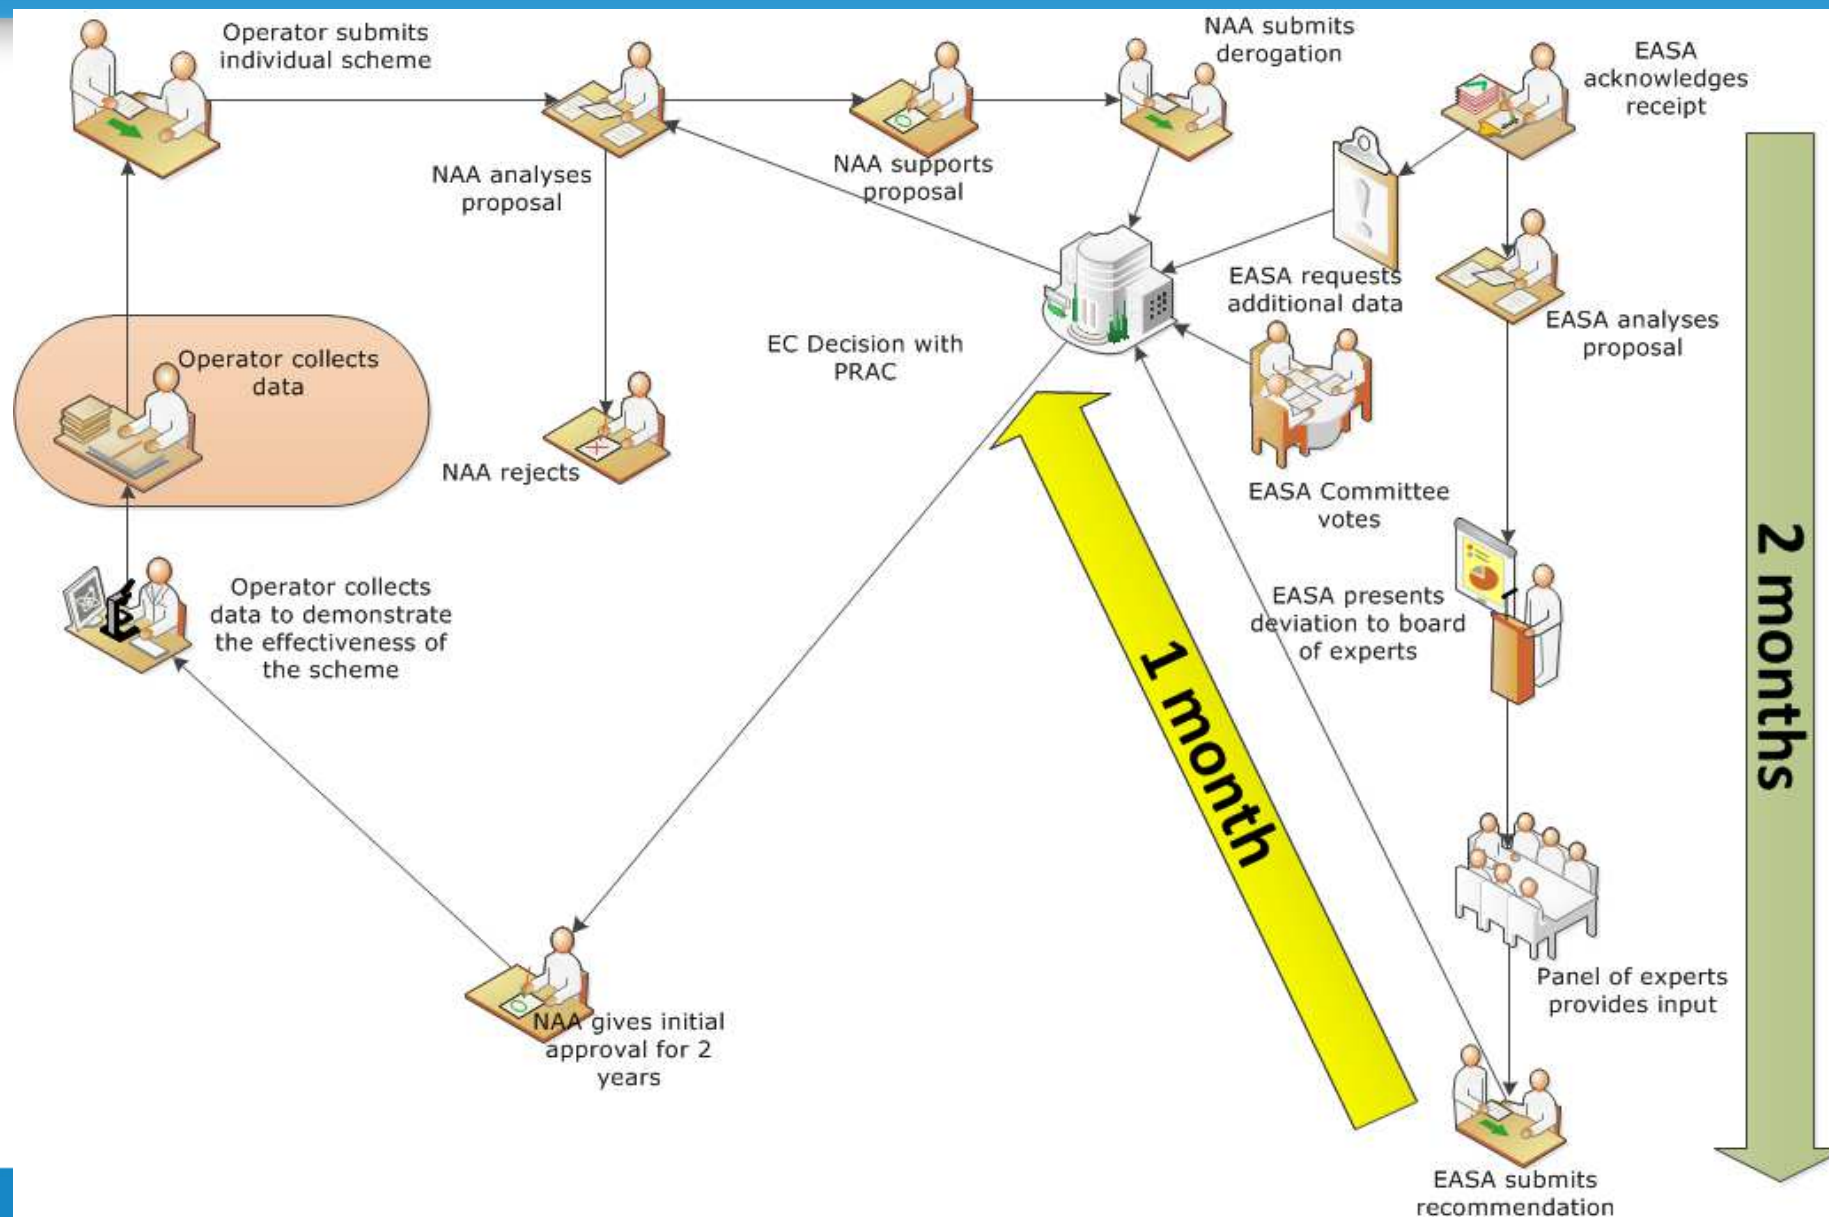 Operator submits
individual scheme
NAA submits
derogation
EASA
acknowledges
receipt
NAA analyses
proposal
NAA supports
proposal
EASA requests
additional data
EASA analyses
proposal
Operator collects
data
EC Decision with
PRAC
NAA rejects
EASA Committee
votes
Operator collects
data to demonstrate
the effectiveness of
the scheme
EASA presents
deviation to board
of experts
1 month
2 months
Panel of experts
provides input
NAA gives initial
approval for 2
years
EASA submits
recommendation